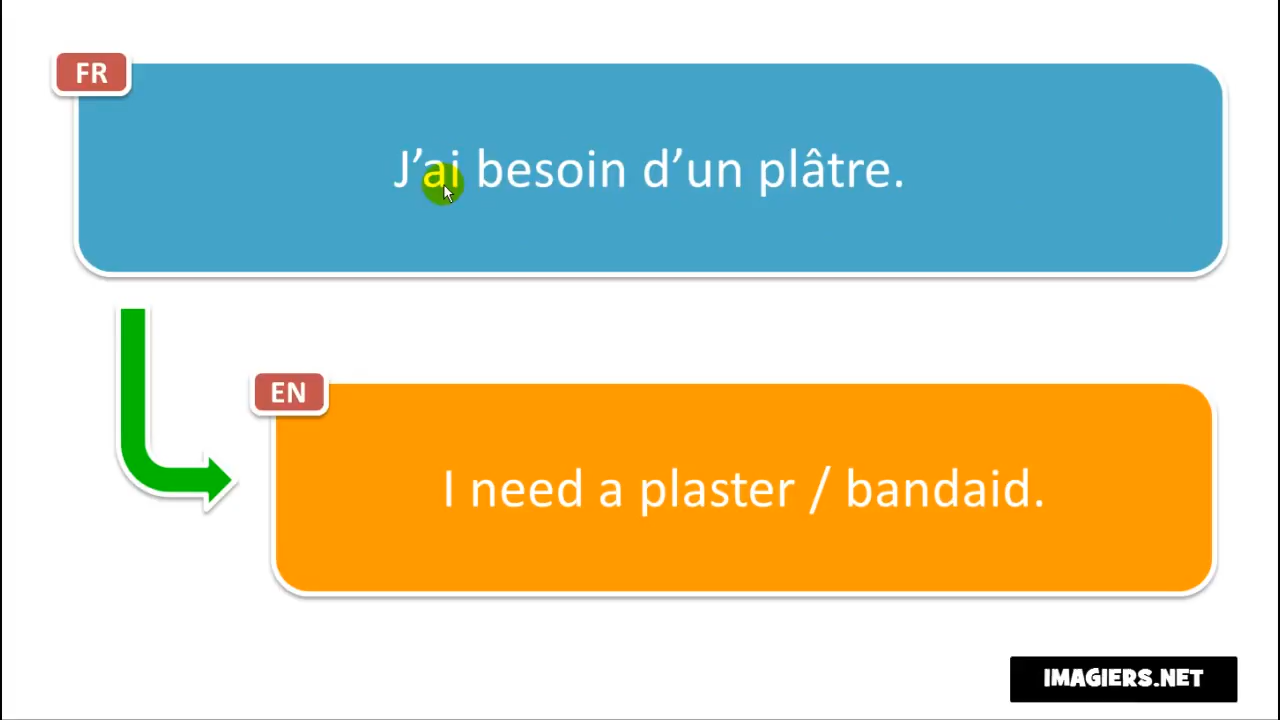 FR
J’ai besoin d’un plâtre.
EN
I need a plaster / bandaid.
IMAGIERS.NET